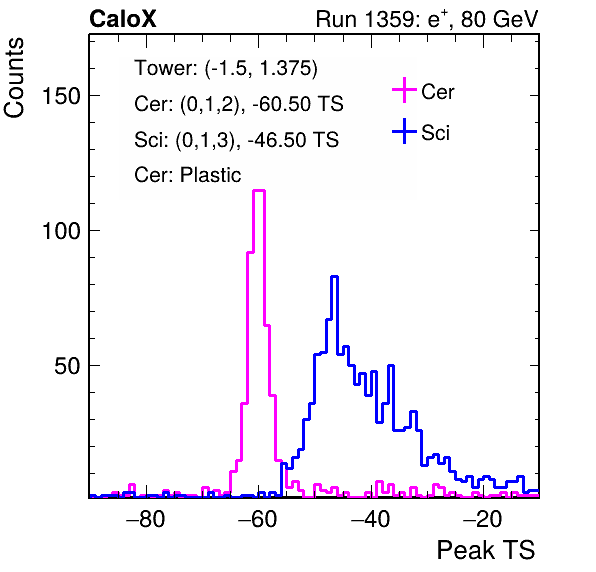 CaloX Run 1359: e⁺, 80 GeV
Counts
Tower: (-1.5, 1.375)
Cer: (0,1,2), -60.50 TS
Sci: (0,1,3), -46.50 TS
Cer: Plastic
Cer
Sci
150
100
50
−80 −60 −40 −20
Peak TS